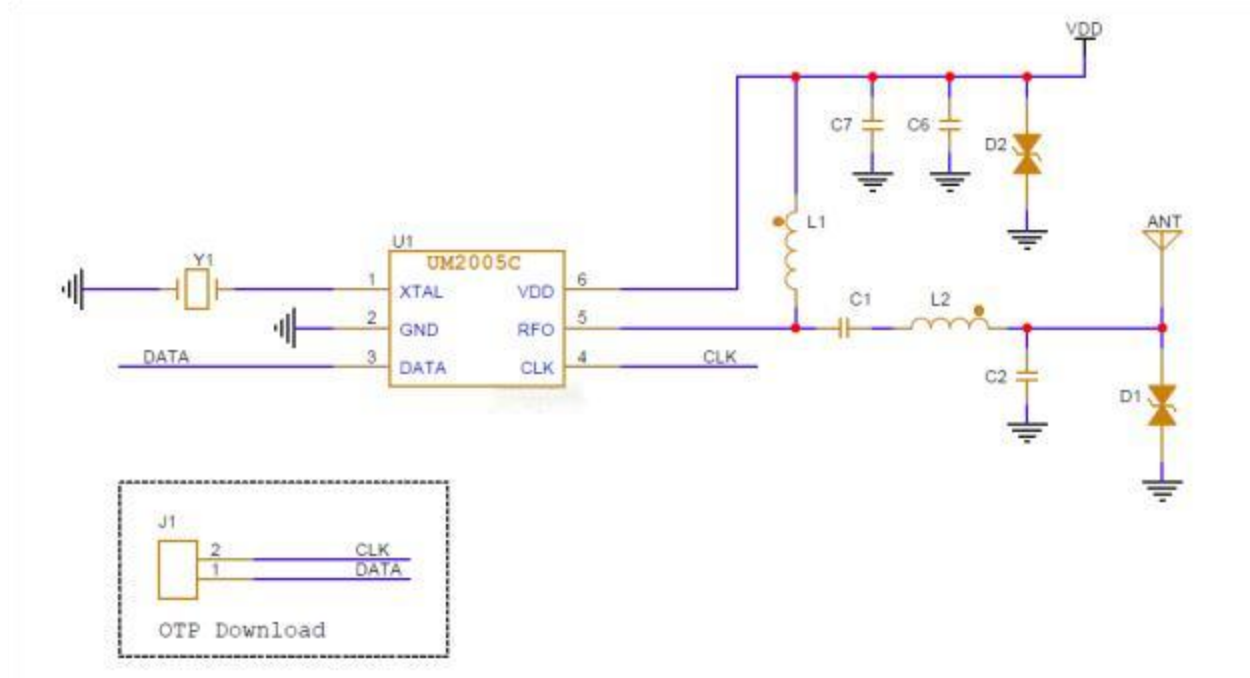 VDD
C7
C6
D2
L1
ANT
U1
UM2005C
Y1
1
XTAL
VDD
6
C1
L2
2
GND
RFO
5
DATA
3
DATA
CLK
4
CLK
C2
D1
J1
2
CLK
1
DATA
OTP Download